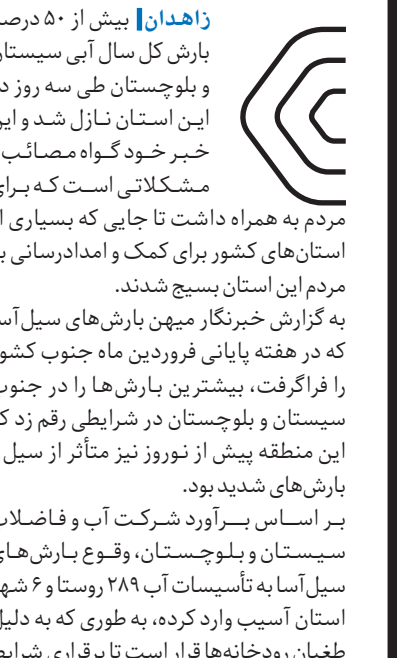 زاهدان| بیش از ۵۰ درصد
بارش کل سال آبی سیستان
و بلوچستان طی سه روز د
این استان نازل شد و این
خبر خود گواه مصائب
مشکلاتی است که برای
مردم به همراه داشت تا جایی که بسیاری ا
استان‌های کشور برای کمک و امدادرسانی ب
مردم این استان بسیج شدند.
به گزارش خبرنگار میهن بارش‌های سیل‌آسا
که در هفته پایانی فروردین ماه جنوب کشو
را فراگرفت، بیشترین بارش‌ها را در جنوب
سیستان و بلوچستان در شرایطی رقم زد ک
این منطقه پیش از نوروز نیز متأثر از سیل
بارش‌های شدید بود.
بر اساس برآورد شرکت آب و فاضلاب
سیستان و بلوچستان، وقوع بارش‌های
سیل‌آسا به تأسیسات آب ۲۸۹ روستا و ۶ شه
استان آسیب وارد کرده، به طوری که به دلیل
طغیان رودخانه‌ها قرار است تا برقراری شرایط